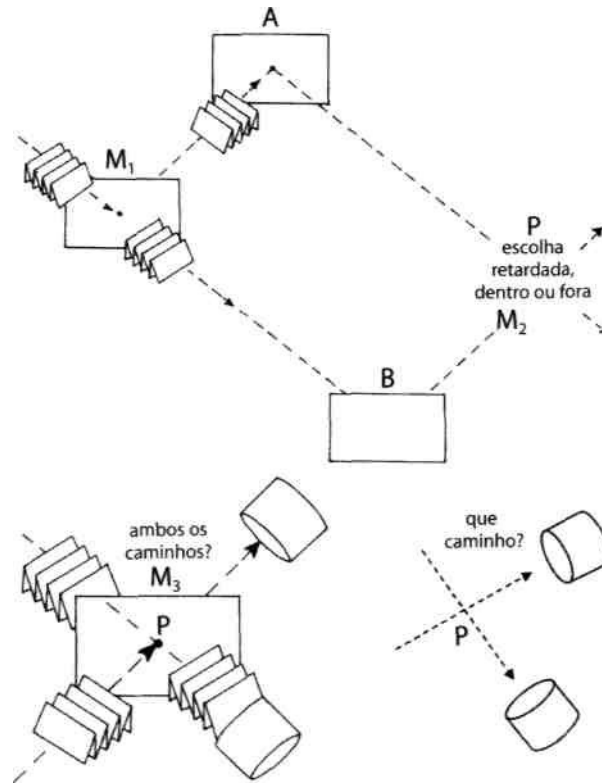 A
M₁
P
escolha
retardada,
dentro ou fora
M₂
B
ambos os
caminhos?
M₃
P
que
caminho?
P